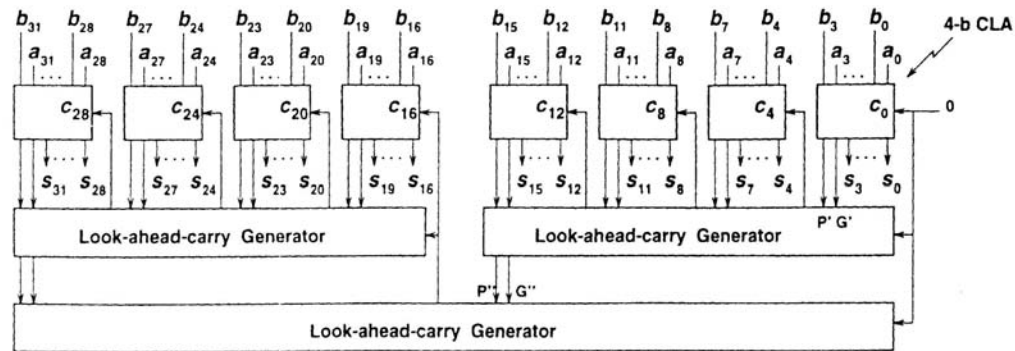 b31 b28 b27 b24 b23 b20 b19 b16 b15 b12 b11 b8 b7 b4 b3 b0 4-b CLA
a31 ... a28 a27 ... a24 a23 ... a20 a19 ... a16 a15 ... a12 a11 ... a8 a7 ... a4 a3 ... a0
c28 c24 c20 c16 c12 c8 c4 c0 0
... ... ... ... ... ... ... ...
s31 s28 s27 s24 s23 s20 s19 s16 s15 s12 s11 s8 s7 s4 s3 s0
P' G'
Look-ahead-carry Generator Look-ahead-carry Generator
P'' G''
Look-ahead-carry Generator